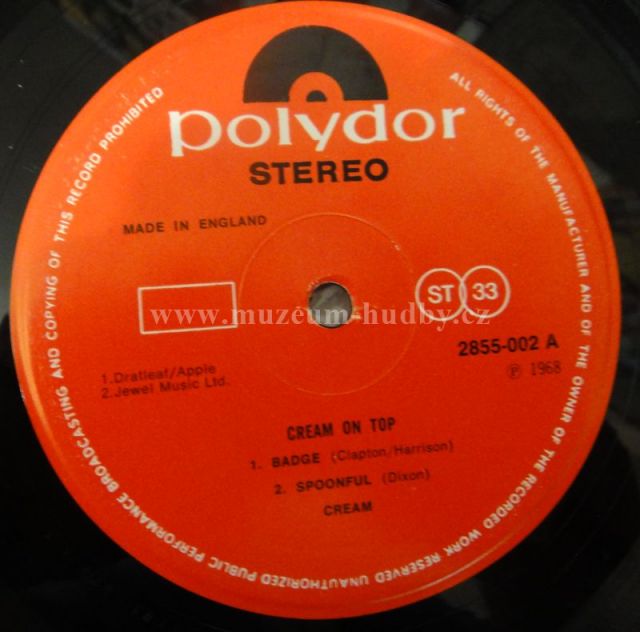 polydor
STEREO
MADE IN ENGLAND
ST 33
www.muzeum-hudby.cz
2855-002 A
℗ 1968
1.Dratleaf/Apple
2.Jewel Music Ltd.
CREAM ON TOP
1. BADGE (Clapton/Harrison)
2. SPOONFUL (Dixon)
CREAM
ALL RIGHTS OF THE MANUFACTURER AND OF THE OWNER OF THE RECORDED WORK RESERVED UNAUTHORIZED PUBLIC PERFORMANCE BROADCASTING AND COPYING OF THIS RECORD PROHIBITED